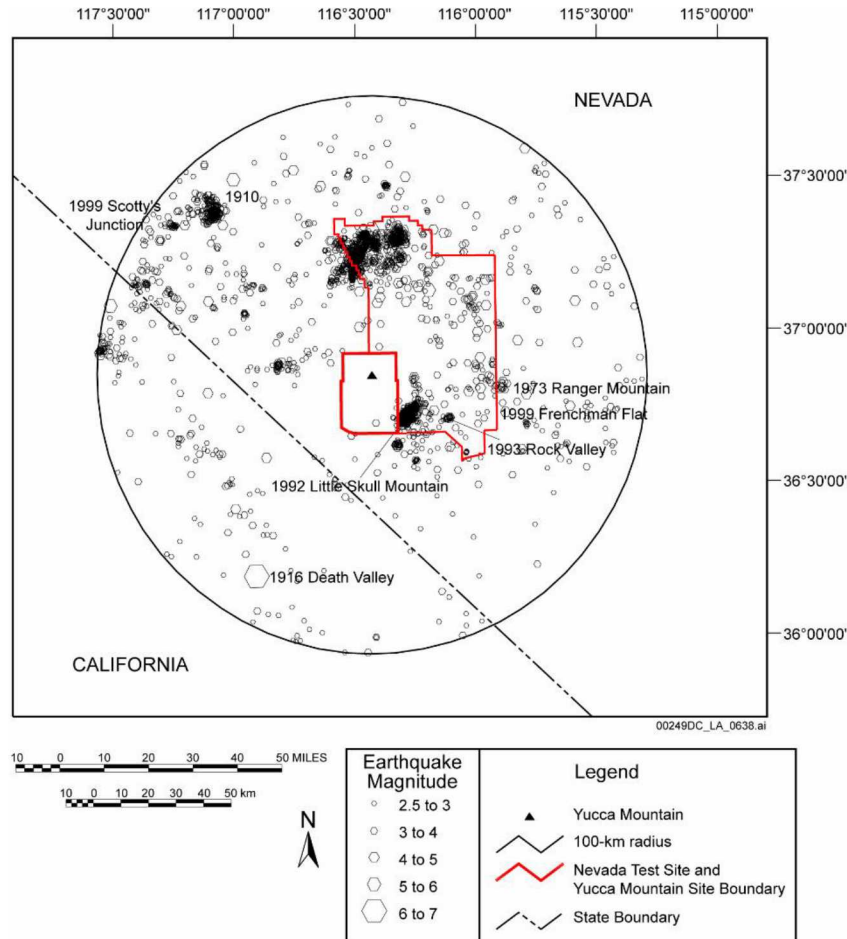 117°30'00" 117°00'00" 116°30'00" 116°00'00" 115°30'00" 115°00'00"
NEVADA
37°30'00"
1999 Scotty's
Junction
1910
37°00'00"
1973 Ranger Mountain
1999 Frenchman Flat
1993 Rock Valley
36°30'00"
1992 Little Skull Mountain
1916 Death Valley
36°00'00"
CALIFORNIA
00249DC_LA_0638.ai
10 0 10 20 30 40 50 MILES
10 0 10 20 30 40 50 km
N
Earthquake
Magnitude
2.5 to 3
3 to 4
4 to 5
5 to 6
6 to 7
Legend
Yucca Mountain
100-km radius
Nevada Test Site and
Yucca Mountain Site Boundary
State Boundary